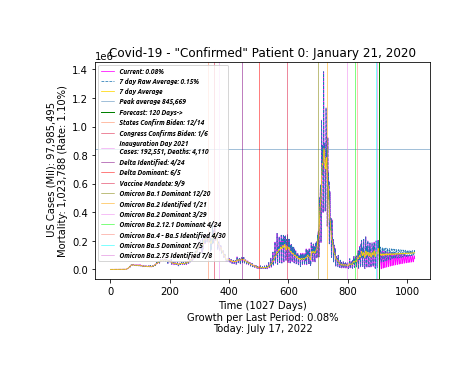 Covid-19 - "Confirmed" Patient 0: January 21, 2020
1e6
1.4
1.2
1.0
0.8
0.6
0.4
0.2
0.0
US Cases (Mil): 97,985,495
Mortality: 1,023,788 (Rate: 1.10%)
Current: 0.08%
7 day Raw Average: 0.15%
7 day Average
Peak average 845,669
Forecast: 120 Days->
States Confirm Biden: 12/14
Congress Confirms Biden: 1/6
Inauguration Day 2021
Cases: 192,551, Deaths: 4,110
Delta Identified: 4/24
Delta Dominant: 6/5
Vaccine Mandate: 9/9
Omicron Ba.1 Dominant 12/20
Omicron Ba.2 Identified 1/21
Omicron Ba.2 Dominant 3/29
Omicron Ba.2.12.1 Dominant 4/24
Omicron Ba.4 - Ba.5 Identified 4/30
Omicron Ba.5 Dominant 7/5
Omicron Ba.2.75 Identified 7/8
0 200 400 600 800 1000
Time (1027 Days)
Growth per Last Period: 0.08%
Today: July 17, 2022